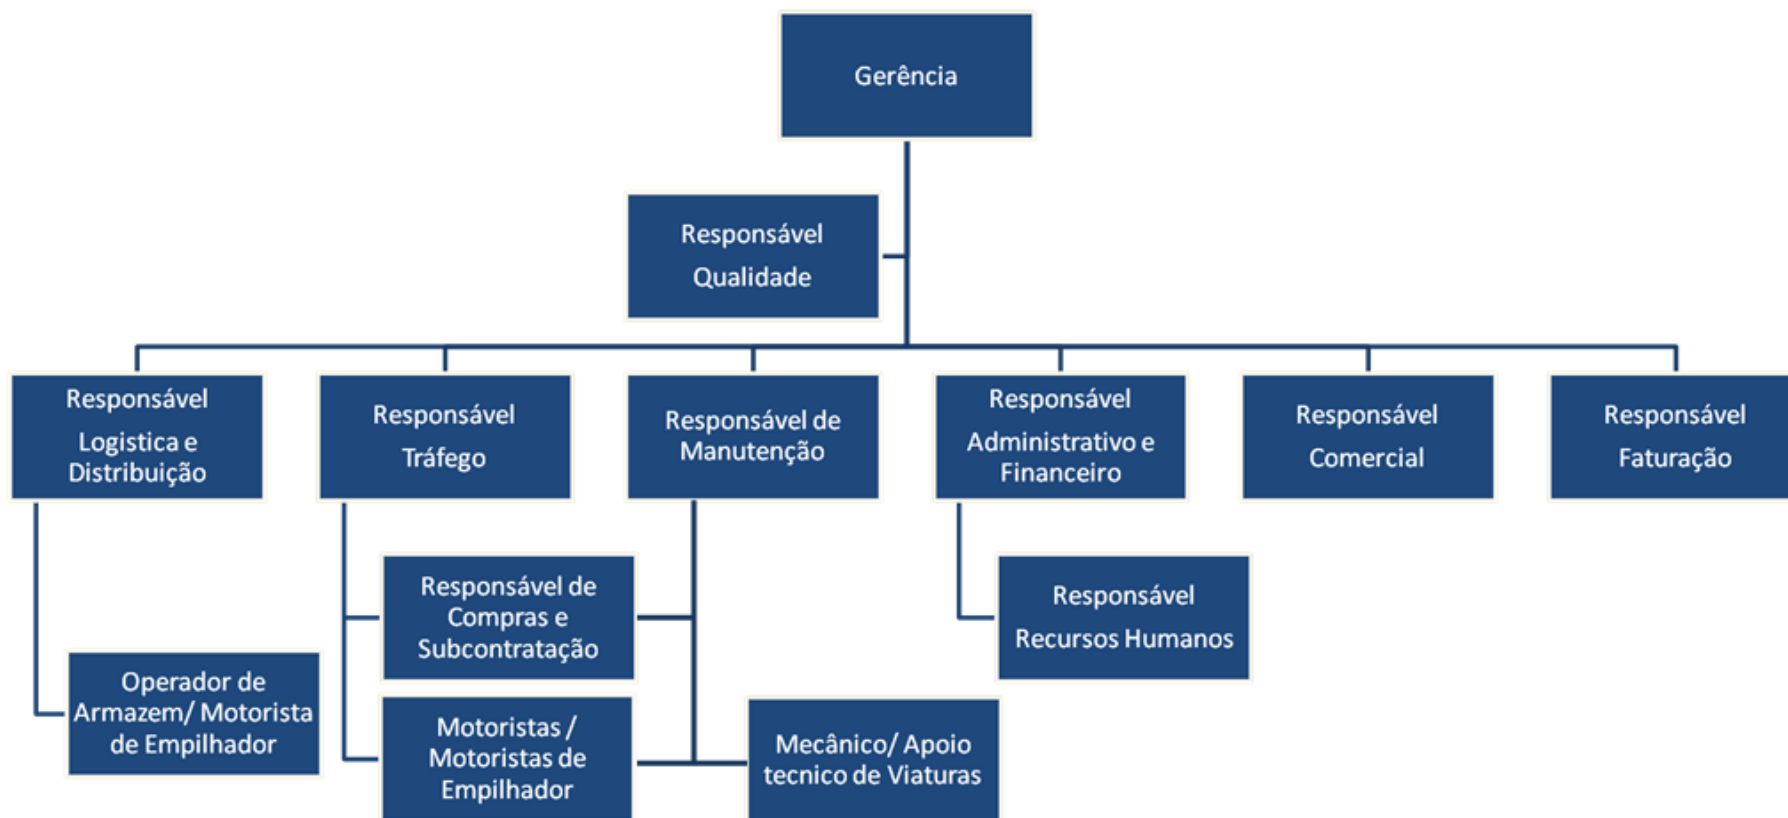 Gerência
Responsável
Qualidade
Responsável
Logistica e
Distribuição
Responsável
Tráfego
Responsável de
Manutenção
Responsável
Administrativo e
Financeiro
Responsável
Comercial
Responsável
Faturação
Responsável de
Compras e
Subcontratação
Responsável
Recursos Humanos
Operador de
Armazem/ Motorista
de Empilhador
Motoristas /
Motoristas de
Empilhador
Mecânico/ Apoio
tecnico de Viaturas